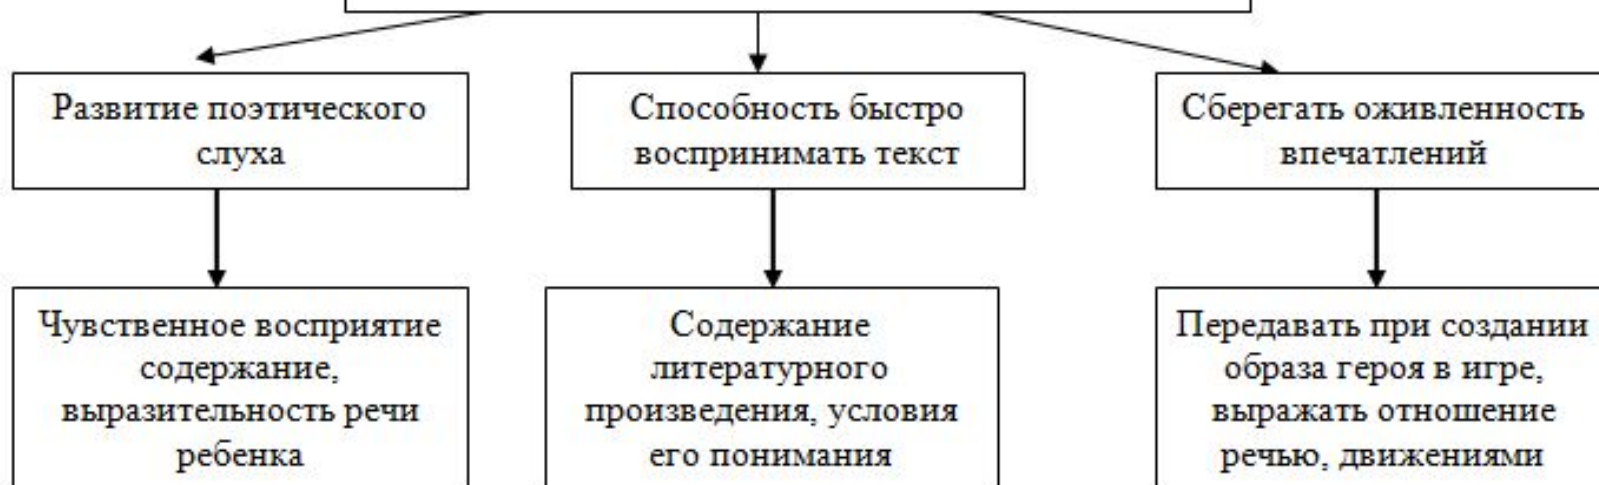 Развитие поэтического
слуха
Способность быстро
воспринимать текст
Сберегать оживленность
впечатлений
Чувственное восприятие
содержание,
выразительность речи
ребенка
Содержание
литературного
произведения, условия
его понимания
Передавать при создании
образа героя в игре,
выражать отношение
речью, движениями